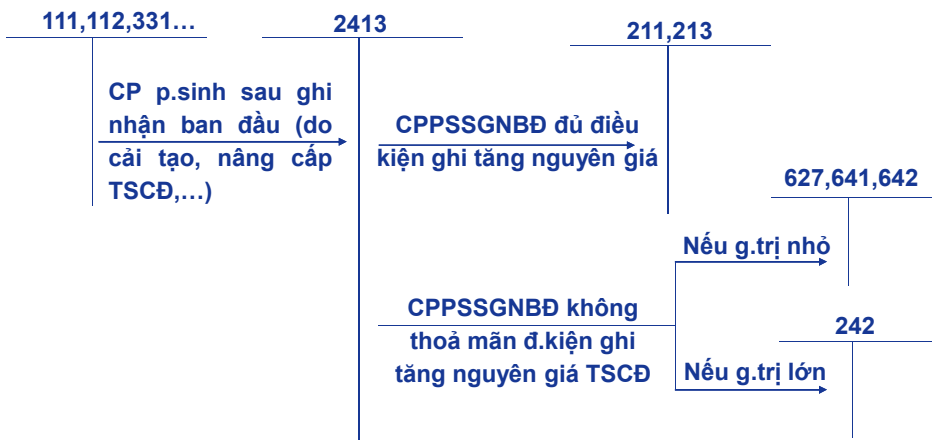 111,112,331…
2413
211,213
CP p.sinh sau ghi
nhận ban đầu (do
cải tạo, nâng cấp
TSCĐ,…)
CPPSSGNBĐ đủ điều
kiện ghi tăng nguyên giá
627,641,642
Nếu g.trị nhỏ
CPPSSGNBĐ không
thoả mãn đ.kiện ghi
tăng nguyên giá TSCĐ
242
Nếu g.trị lớn